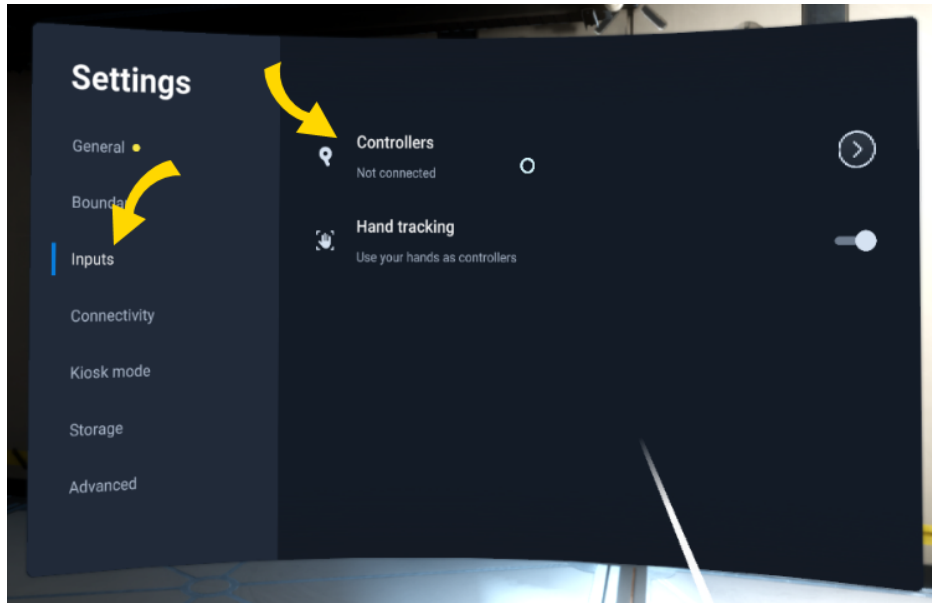 Settings
General
Inputs
Connectivity
Kiosk mode
Storage
Advanced
Controllers
Not connected
Hand tracking
Use your hands as controllers